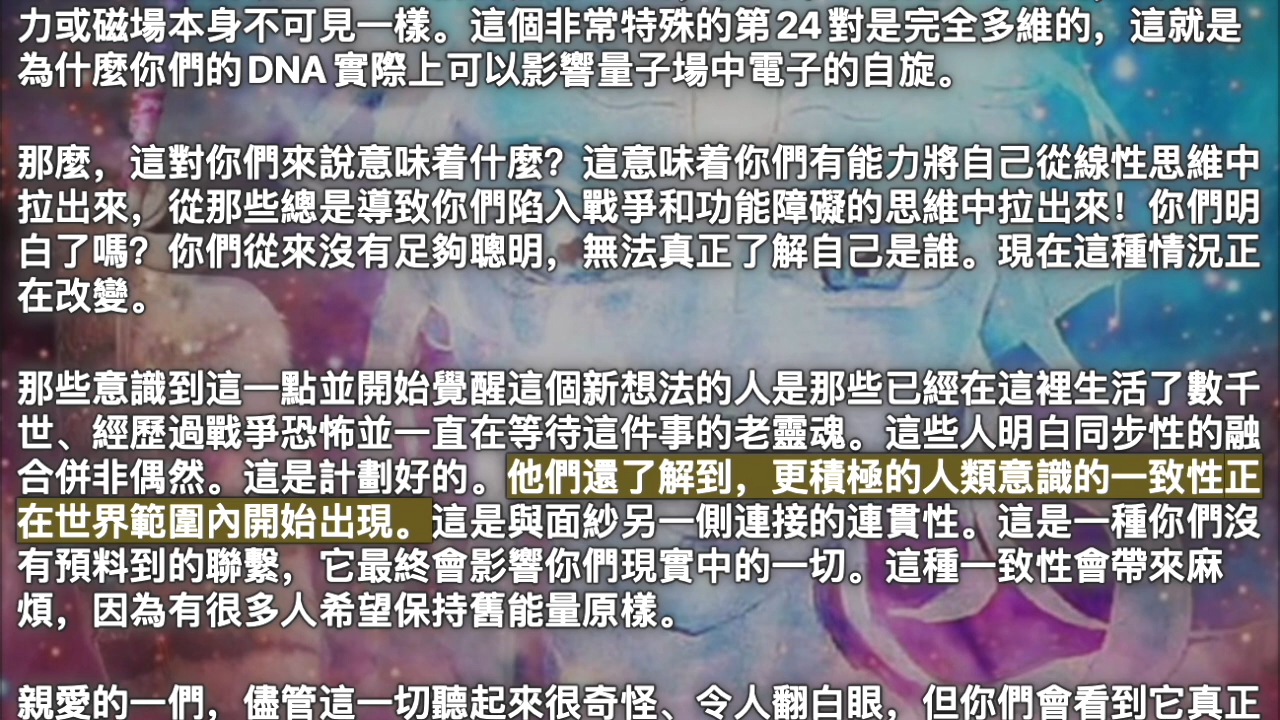 力或磁場本身不可見一樣。這個非常特殊的第24對是完全多維的，這就是
為什麼你們的DNA實際上可以影響量子場中電子的自旋。
那麼，這對你們來說意味着什麼？這意味着你們有能力將自己從線性思維中
拉出來，從那些總是導致你們陷入戰爭和功能障礙的思維中拉出來！你們明
白了嗎？你們從來沒有足夠聰明，無法真正了解自己是誰。現在這種情況正
在改變。
那些意識到這一點並開始覺醒這個新想法的人是那些已經在這裡生活了數千
世、經歷過戰爭恐怖並一直在等待這件事的老靈魂。這些人明白同步性的融
合併非偶然。這是計劃好的。他們還了解到，更積極的人類意識的一致性正
在世界範圍內開始出現。這是與面紗另一側連接的連貫性。這是一種你們沒
有預料到的聯繫，它最終會影響你們現實中的一切。這種一致性會帶來麻
煩，因為有很多人希望保持舊能量原樣。
親愛的一們，儘管這一切聽起來很奇怪、令人翻白眼，但你們會看到它真正